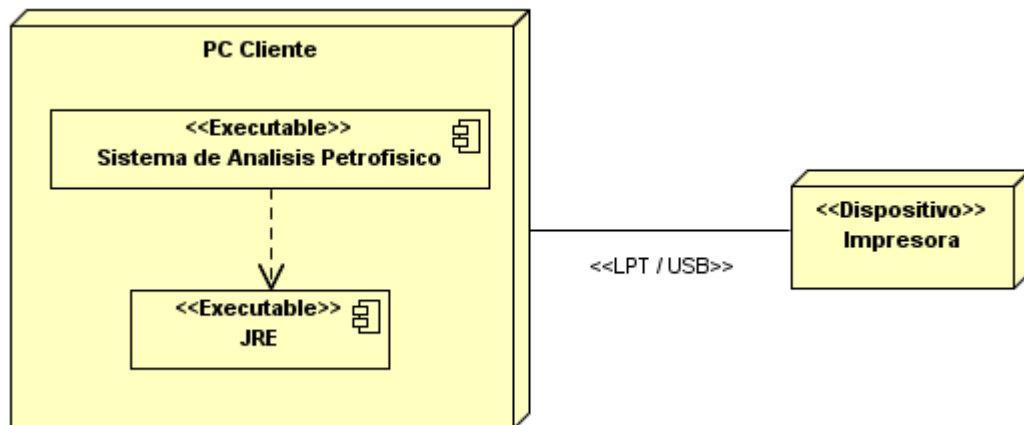 PC Cliente
<<Executable>>
Sistema de Analisis Petrofisico
<<Executable>>
JRE
<<LPT / USB>>
<<Dispositivo>>
Impresora